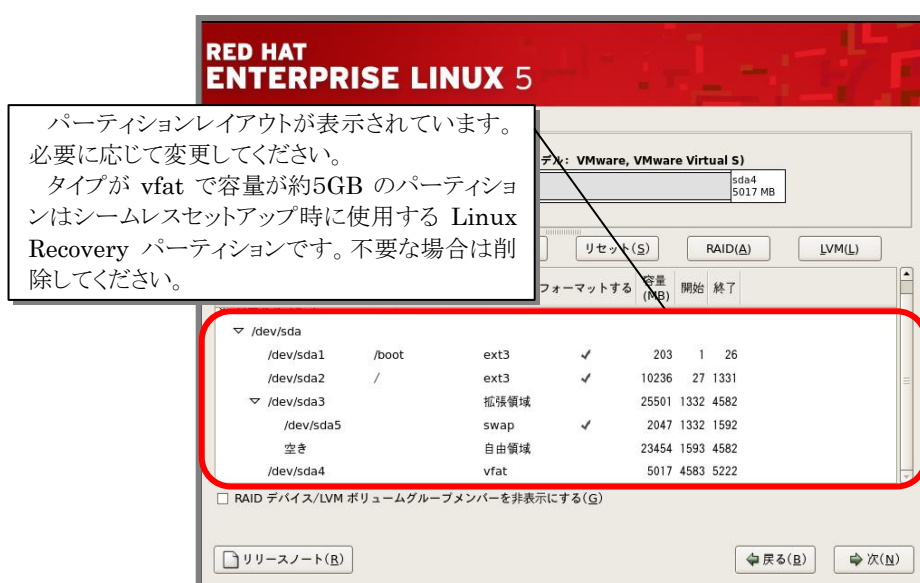 RED HAT
ENTERPRISE LINUX 5
パーティションレイアウトが表示されています。
必要に応じて変更してください。
タイプが vfat で容量が約5GB のパーティショ
ンはシームレスセットアップ時に使用する Linux
Recovery パーティションです。不要な場合は削
除してください。
デル: VMware, VMware Virtual S)
sda4
5017 MB
リセット(S) RAID(A) LVM(L)
フォーマットする 容量(MB) 開始 終了
▽ /dev/sda
/dev/sda1 /boot ext3 ✓ 203 1 26
/dev/sda2 / ext3 ✓ 10236 27 1331
▽ /dev/sda3 拡張領域 25501 1332 4582
/dev/sda5 swap ✓ 2047 1332 1592
空き 自由領域 23454 1593 4582
/dev/sda4 vfat 5017 4583 5222
RAID デバイス/LVM ボリュームグループメンバーを非表示にする(G)
リリースノート(R) 戻る(B) 次(N)